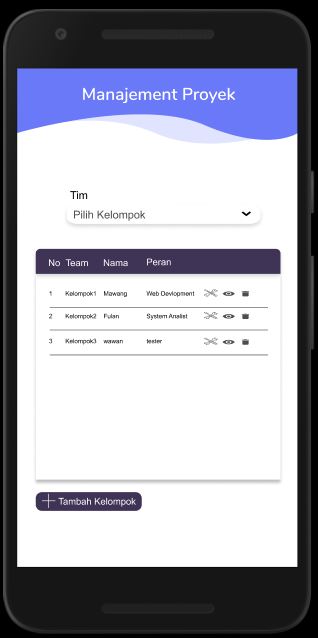 Manajement Proyek
Tim
Pilih Kelompok
No Team Nama Peran
1 Kelompok1 Mawang Web Devlopment
2 Kelompok2 Fulan System Analist
3 Kelompok3 wawan tester
Tambah Kelompok